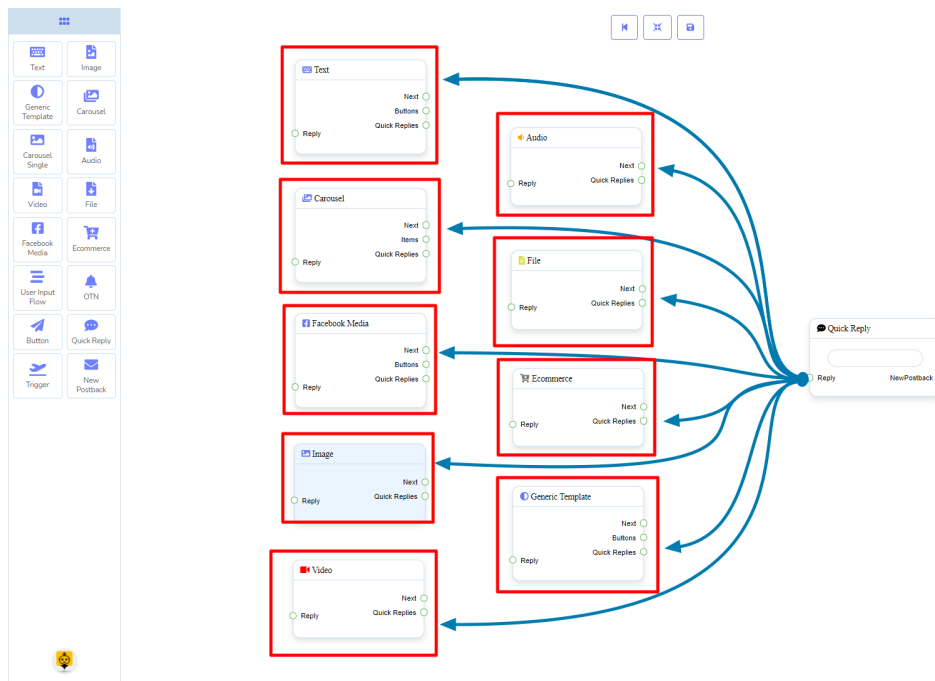 Text
Image
Generic
Template
Carousel
Carousel
Single
Audio
Video
File
Facebook
Media
Ecommerce
User Input
Flow
OTN
Button
Quick Reply
Trigger
New
Postback
Text
Next
Buttons
Quick Replies
Reply
Audio
Next
Quick Replies
Reply
Carousel
Next
Items
Quick Replies
Reply
File
Next
Quick Replies
Reply
Facebook Media
Next
Buttons
Quick Replies
Reply
Quick Reply
Reply
NewPostback
Ecommerce
Next
Quick Replies
Reply
Image
Next
Quick Replies
Reply
Generic Template
Next
Buttons
Quick Replies
Reply
Video
Next
Quick Replies
Reply